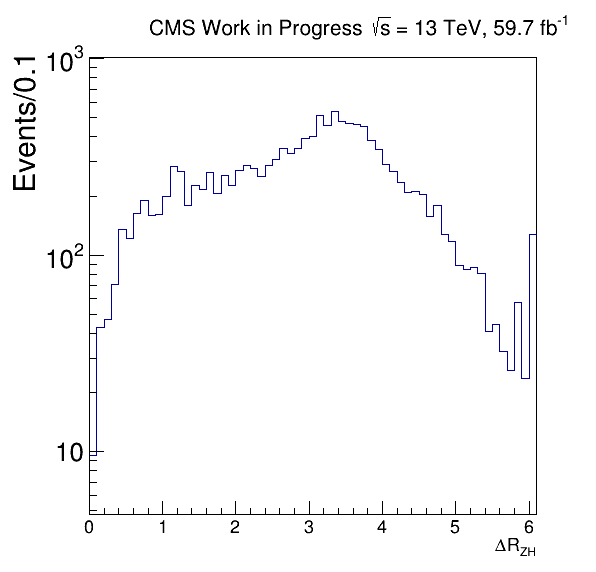 CMS Work in Progress √s = 13 TeV, 59.7 fb⁻¹
Events/0.1
10³
10²
10
0 1 2 3 4 5 6
ΔR_ZH